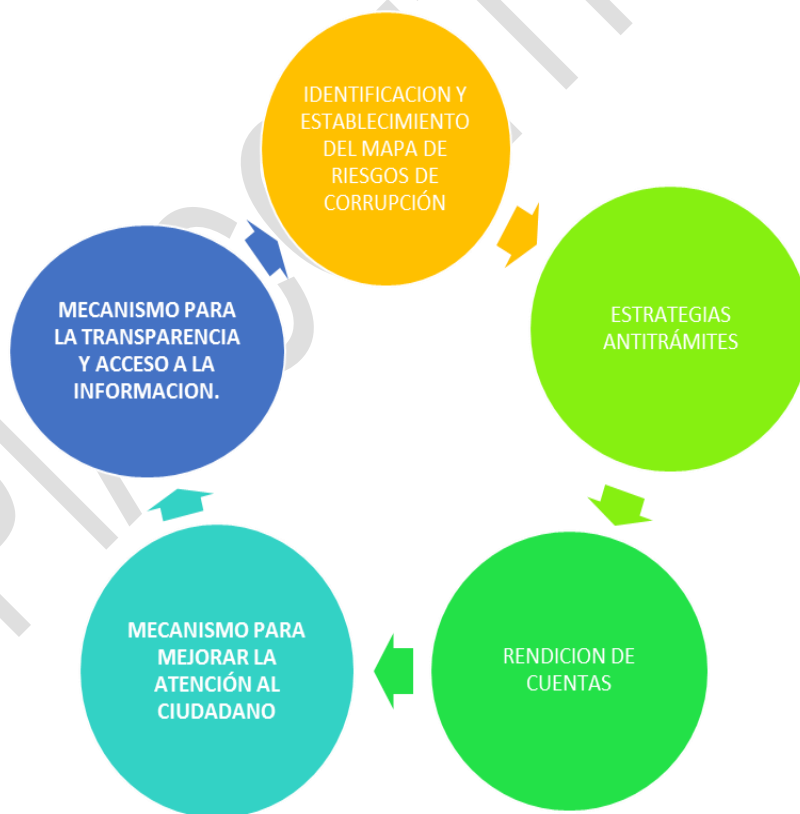 IDENTIFICACION Y
ESTABLECIMIENTO
DEL MAPA DE
RIESGOS DE
CORRUPCIÓN
ESTRATEGIAS
ANTITRÁMITES
RENDICION DE
CUENTAS
MECANISMO PARA
MEJORAR LA
ATENCIÓN AL
CIUDADANO
MECANISMO PARA
LA TRANSPARENCIA
Y ACCESO A LA
INFORMACION.